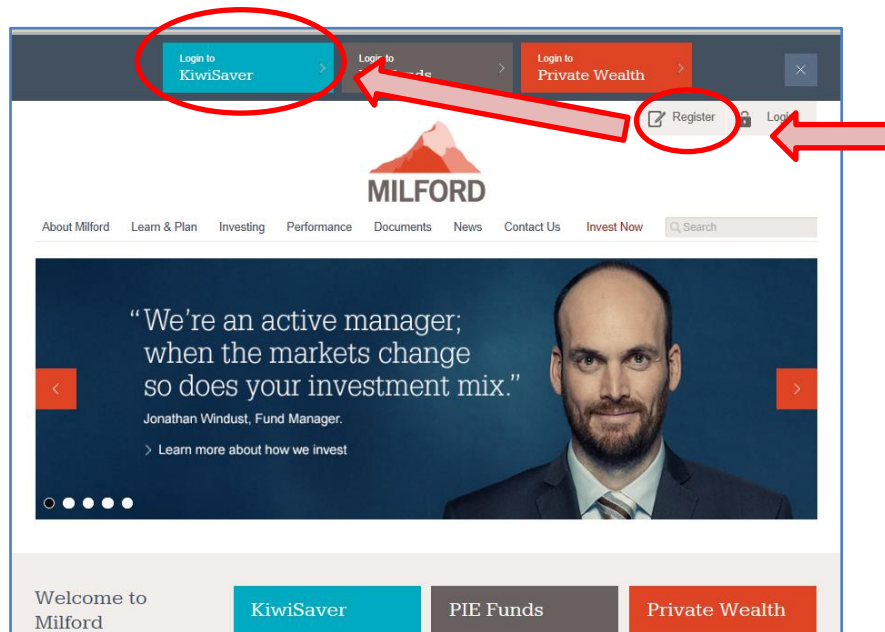 Login to
KiwiSaver
Login to
Login to
Private Wealth
Register
Login
MILFORD
About Milford Learn & Plan Investing Performance Documents News Contact Us Invest Now Search
“We’re an active manager;
when the markets change
so does your investment mix.”
Jonathan Windust, Fund Manager.
Learn more about how we invest
Welcome to
Milford
KiwiSaver
PIE Funds
Private Wealth